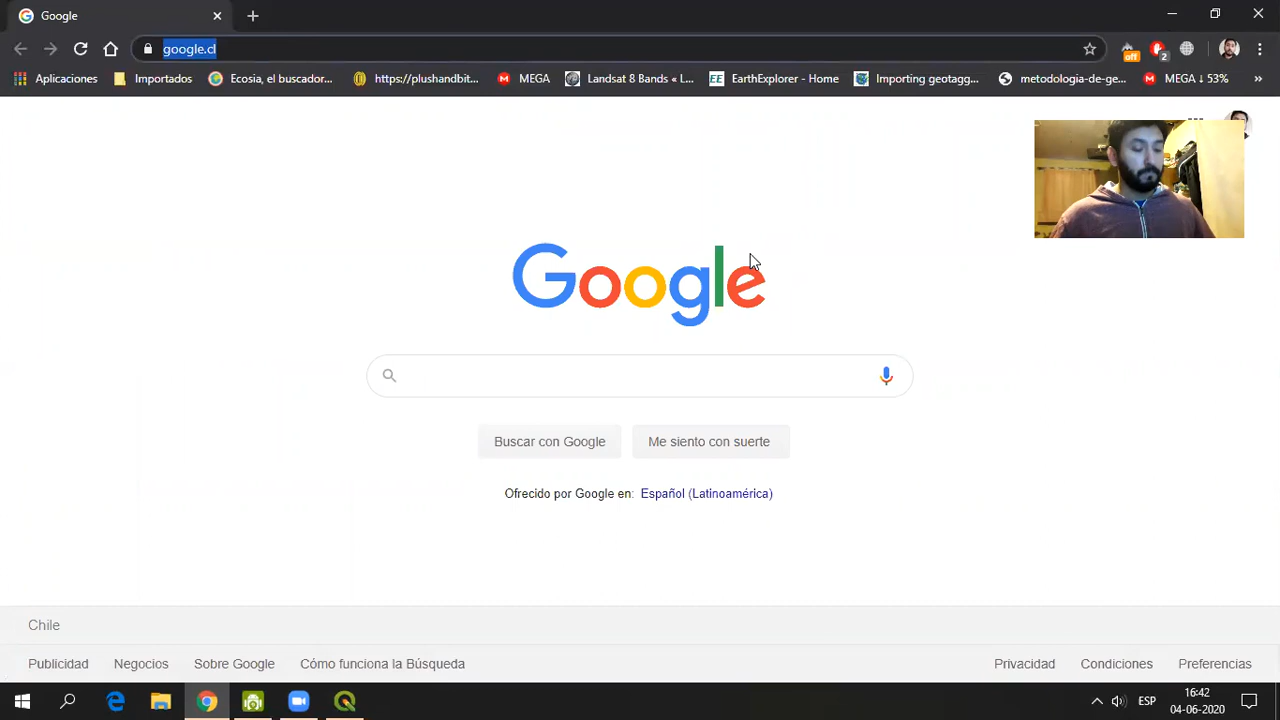 Google
google.cl
Aplicaciones
Importados
Ecosia, el buscador...
https://plushandbit...
MEGA
Landsat 8 Bands « L...
EarthExplorer - Home
Importing geotagg...
metodologia-de-ge...
MEGA ↓ 53%
»
off
2
Google
Buscar con Google
Me siento con suerte
Ofrecido por Google en: Español (Latinoamérica)
Chile
Publicidad
Negocios
Sobre Google
Cómo funciona la Búsqueda
Privacidad
Condiciones
Preferencias
ESP
16:42
04-06-2020